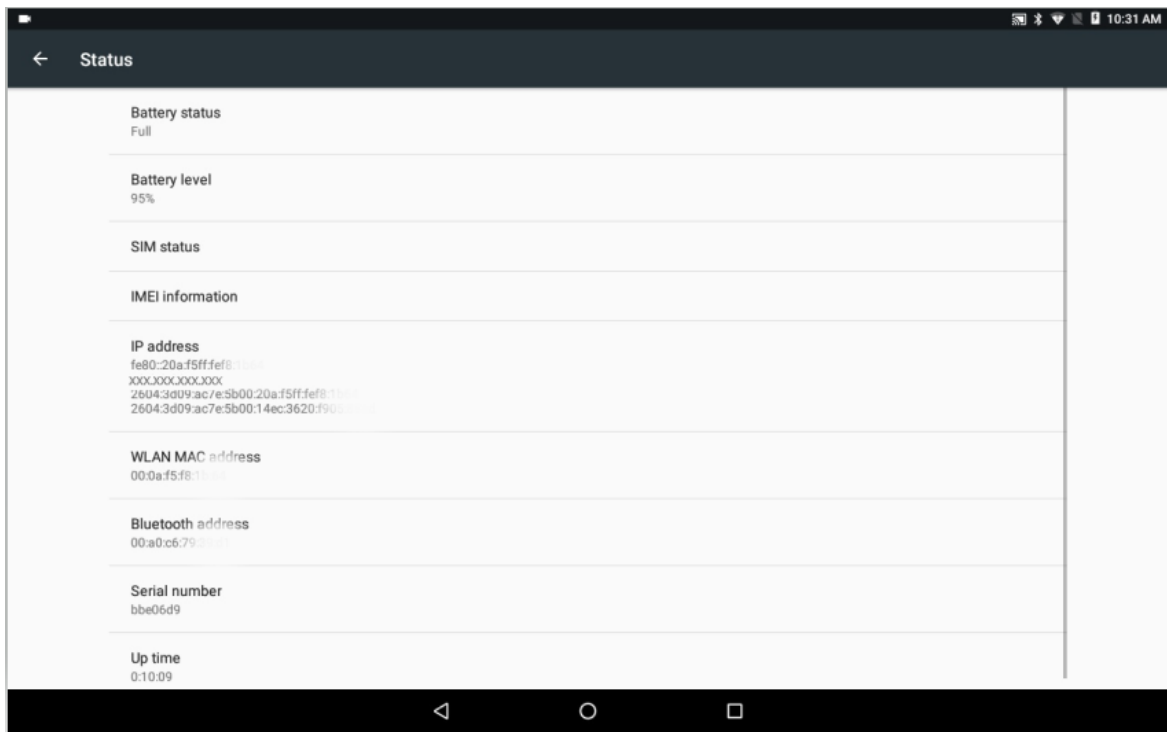 10:31 AM
Status
Battery status
Full
Battery level
95%
SIM status
IMEI information
IP address
fe80::20a:f5ff:fef8:
XXX.XXX.XXX.XXX
2604:3d09:ac7e:5b00:20a:f5ff:fef8:
2604:3d09:ac7e:5b00:14ec:3620:
WLAN MAC address
00:0a:f5:f8:
Bluetooth address
00:a0:c6:79:
Serial number
bbe06d9
Up time
0:10:09